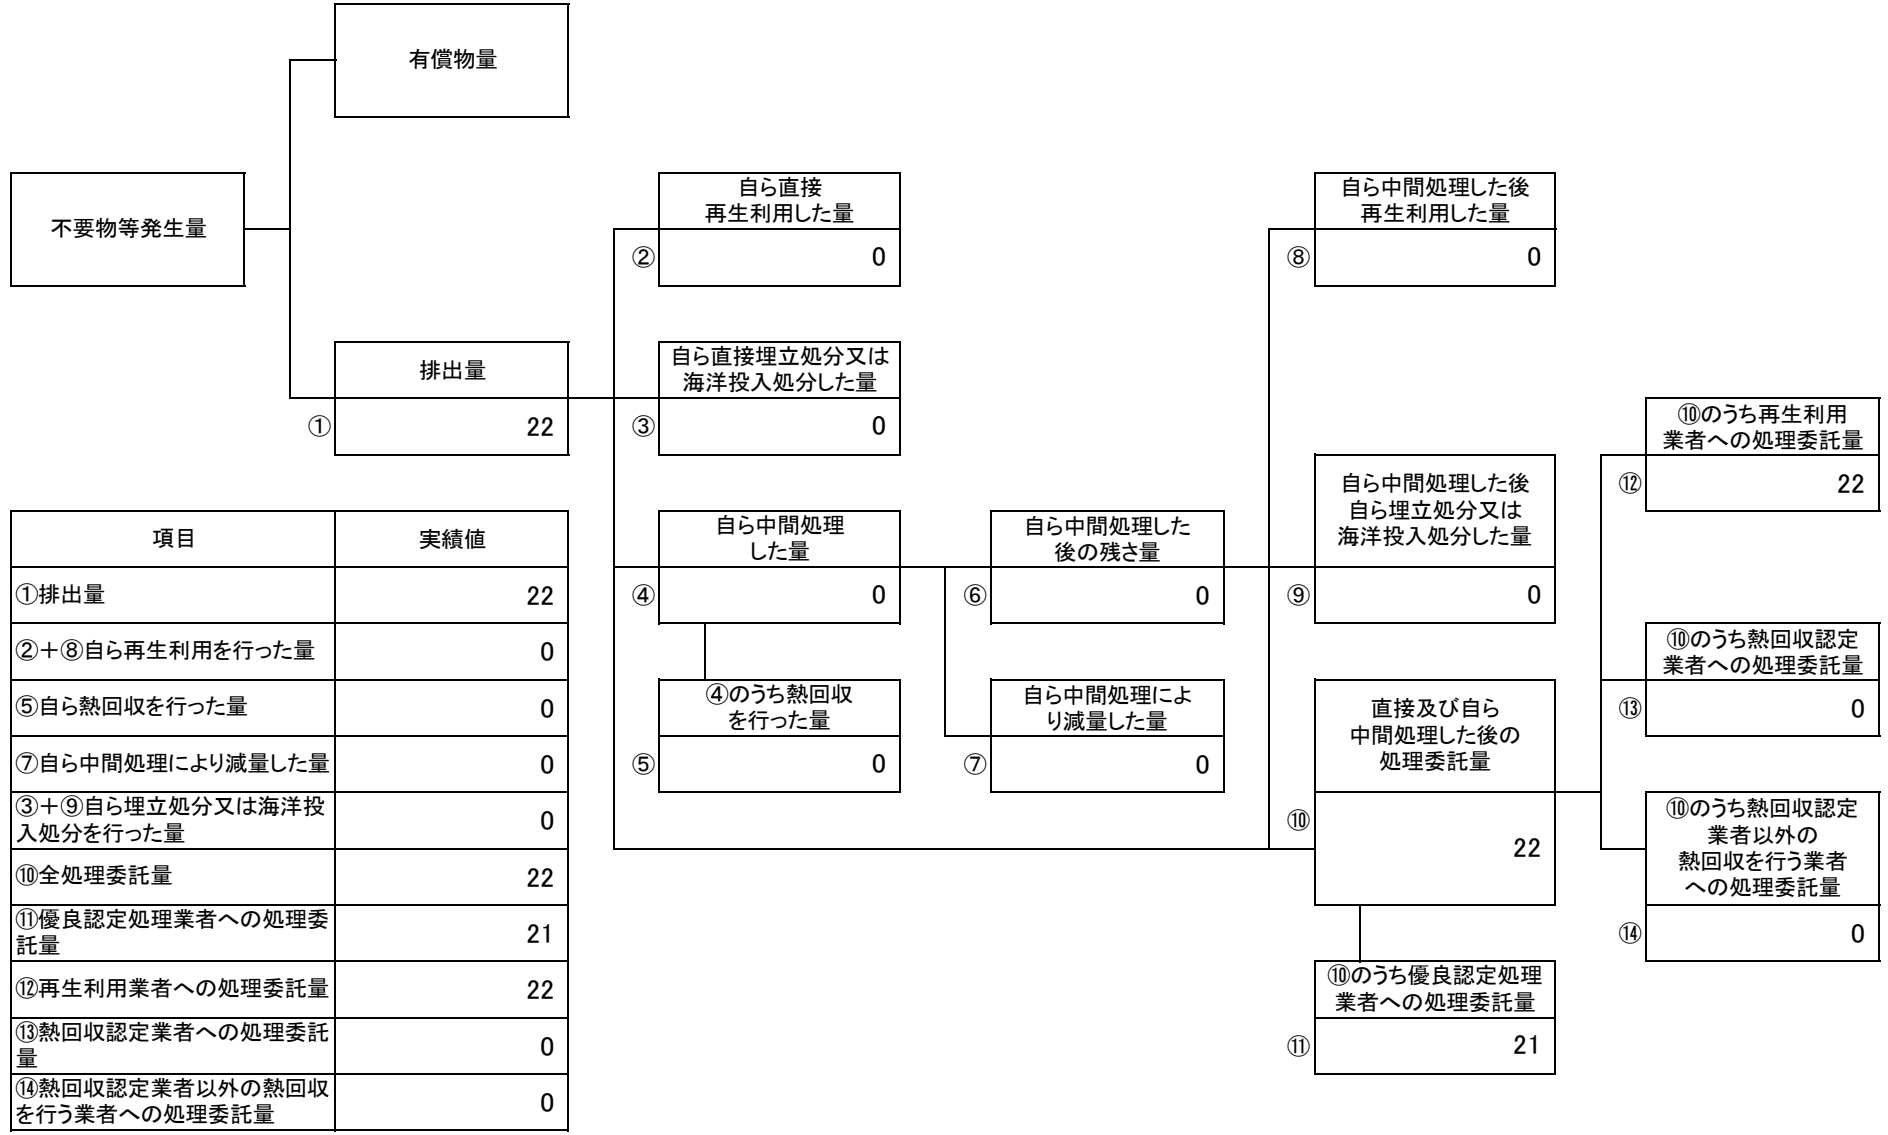 有償物量
不要物等発生量
排出量
① 22
自ら直接
再生利用した量
② 0
自ら直接埋立処分又は
海洋投入処分した量
③ 0
自ら中間処理
した量
④ 0
④のうち熱回収
を行った量
⑤ 0
自ら中間処理した
後の残さ量
⑥ 0
自ら中間処理によ
り減量した量
⑦ 0
自ら中間処理した後
再生利用した量
⑧ 0
自ら中間処理した後
自ら埋立処分又は
海洋投入処分した量
⑨ 0
直接及び自ら
中間処理した後の
処理委託量
⑩ 22
⑩のうち優良認定処理
業者への処理委託量
⑪ 21
⑩のうち再生利用
業者への処理委託量
⑫ 22
⑩のうち熱回収認定
業者への処理委託量
⑬ 0
⑩のうち熱回収認定
業者以外の
熱回収を行う業者
への処理委託量
⑭ 0
項目 実績値
①排出量 22
②+⑧自ら再生利用を行った量 0
⑤自ら熱回収を行った量 0
⑦自ら中間処理により減量した量 0
③+⑨自ら埋立処分又は海洋投
入処分を行った量 0
⑩全処理委託量 22
⑪優良認定処理業者への処理委
託量 21
⑫再生利用業者への処理委託量 22
⑬熱回収認定業者への処理委託
量 0
⑭熱回収認定業者以外の熱回収
を行う業者への処理委託量 0